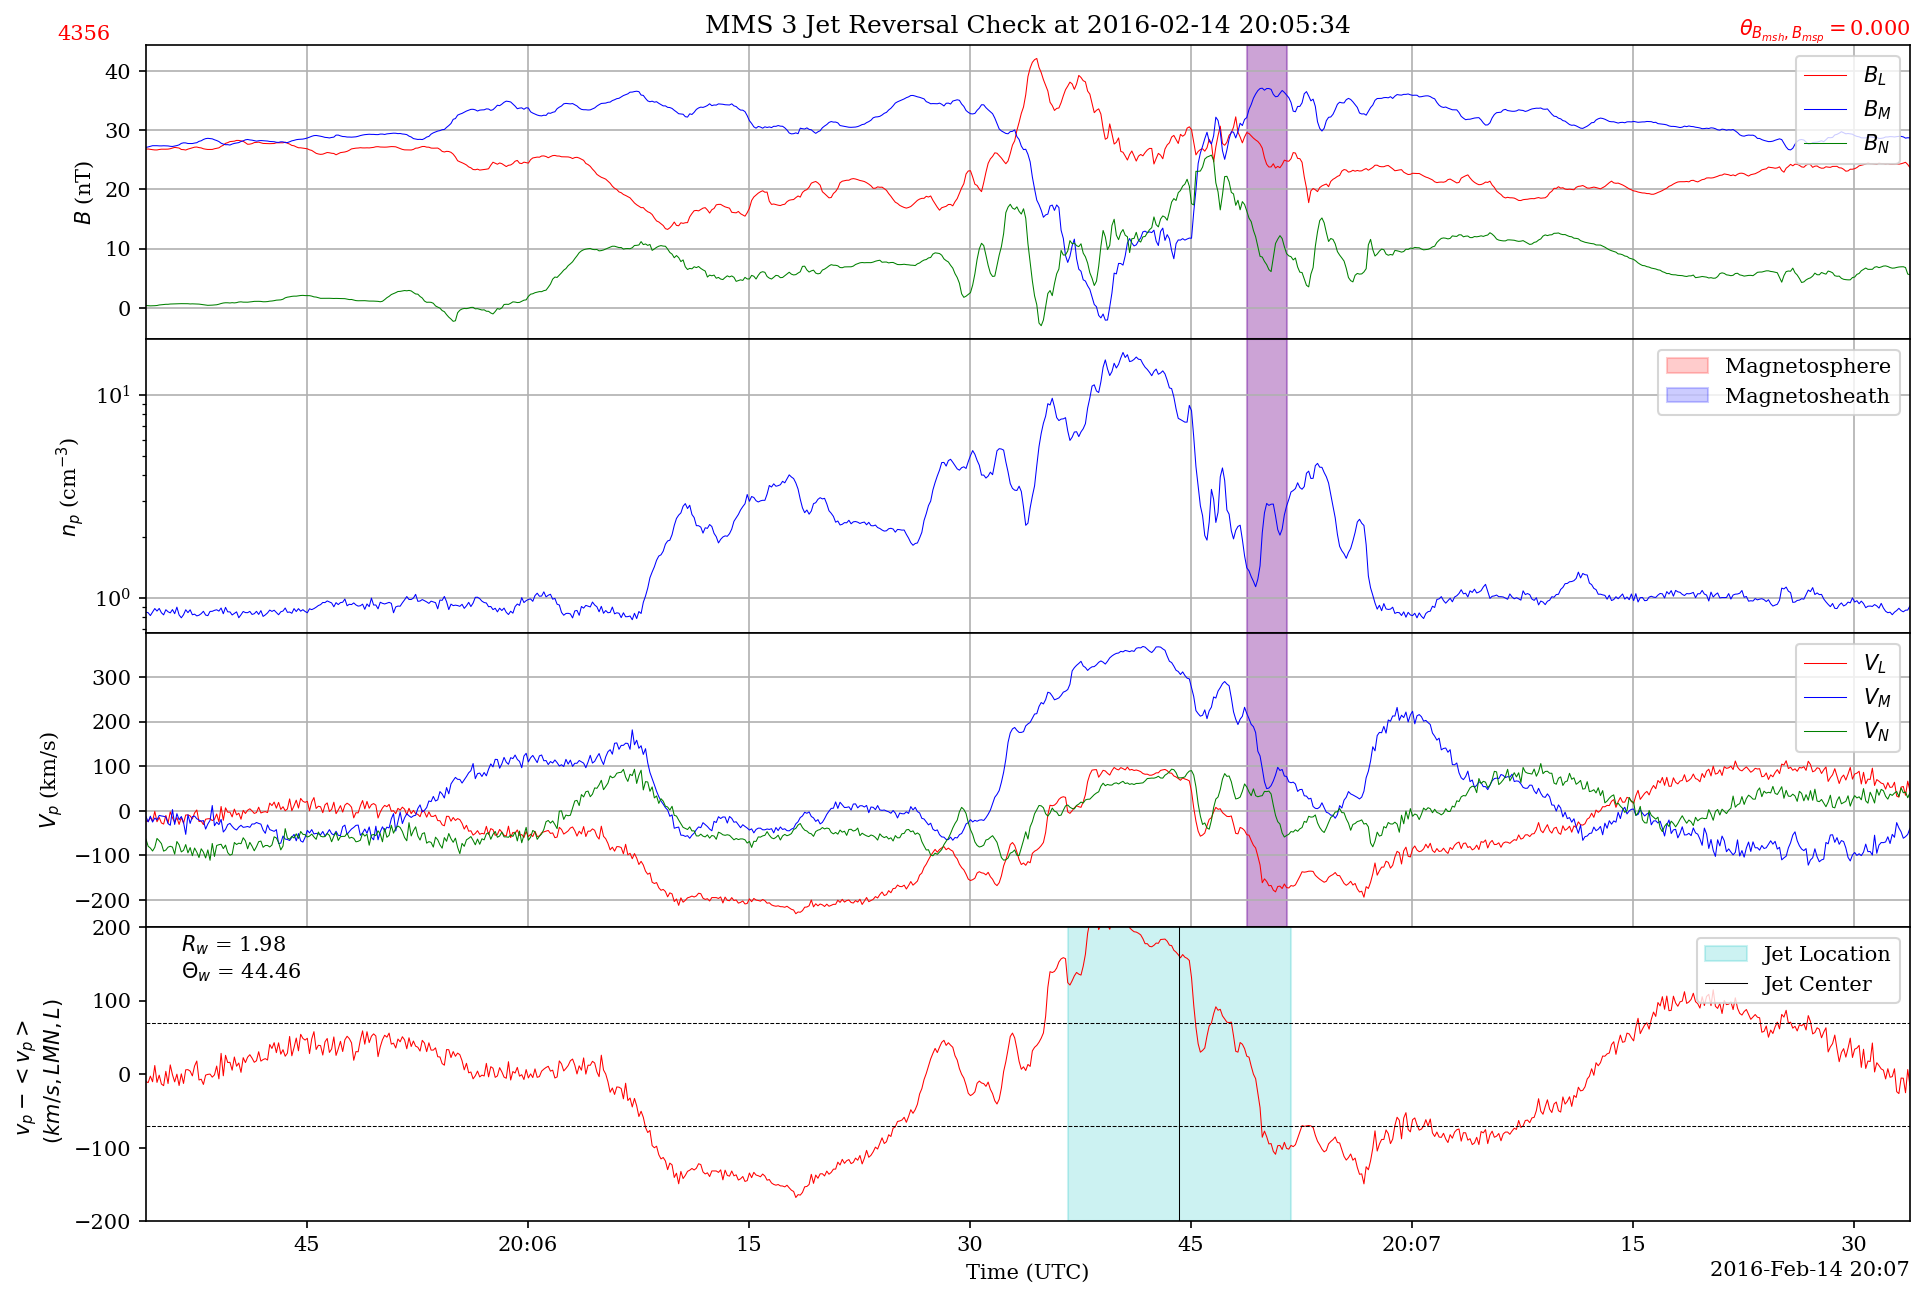 4356
MMS 3 Jet Reversal Check at 2016-02-14 20:05:34
θ_{B_{msh}, B_{msp}} = 0.000
B (nT)
40
30
20
10
0
B_L
B_M
B_N
n_p (cm^{−3})
10^1
10^0
Magnetosphere
Magnetosheath
V_p (km/s)
300
200
100
0
−100
−200
V_L
V_M
V_N
v_p − < v_p >
(km/s, LMN, L)
200
100
0
−100
−200
R_w = 1.98
Θ_w = 44.46
Jet Location
Jet Center
45
20:06
15
30
45
20:07
15
30
Time (UTC)
2016-Feb-14 20:07